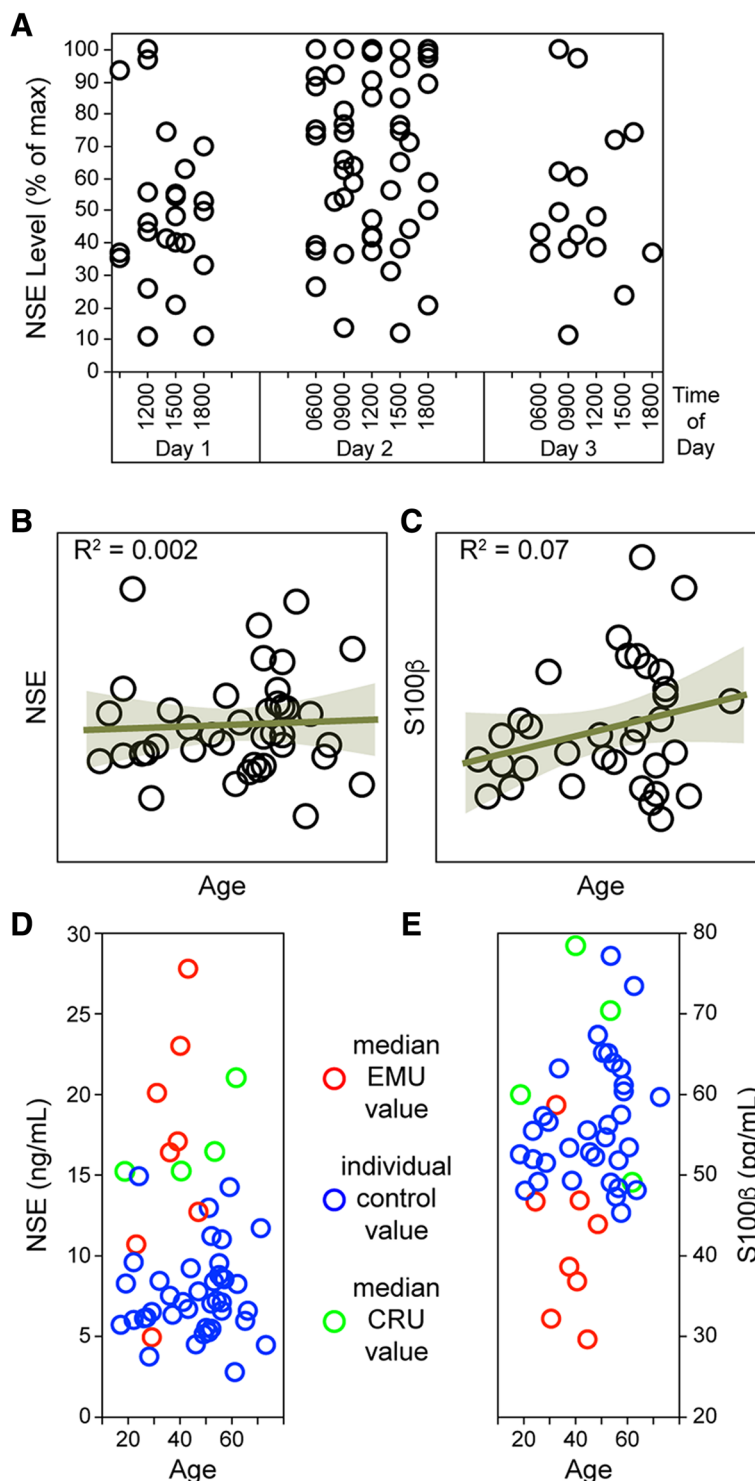 A
NSE Level (% of max)
100
90
80
70
60
50
40
30
20
10
0
1200
1500
1800
0600
0900
1200
1500
1800
0600
0900
1200
1500
1800
Day 1
Day 2
Day 3
Time
of
Day
B
R² = 0.002
NSE
Age
C
R² = 0.07
S100β
Age
D
NSE (ng/mL)
30
25
20
15
10
5
0
20
40
60
Age
median
EMU
value
individual
control
value
median
CRU
value
E
80
70
60
50
40
30
20
S100β (pg/mL)
20
40
60
Age